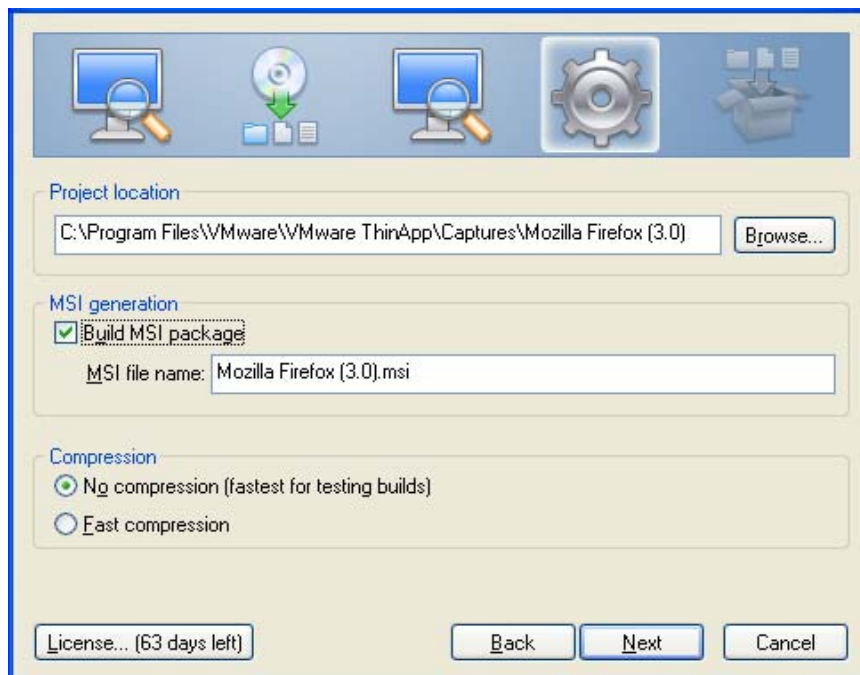 Project location
C:\Program Files\VMware\VMware ThinApp\Captures\Mozilla Firefox (3.0)
Browse...
MSI generation
Build MSI package
MSI file name: Mozilla Firefox (3.0).msi
Compression
No compression (fastest for testing builds)
Fast compression
License... (63 days left) Back Next Cancel